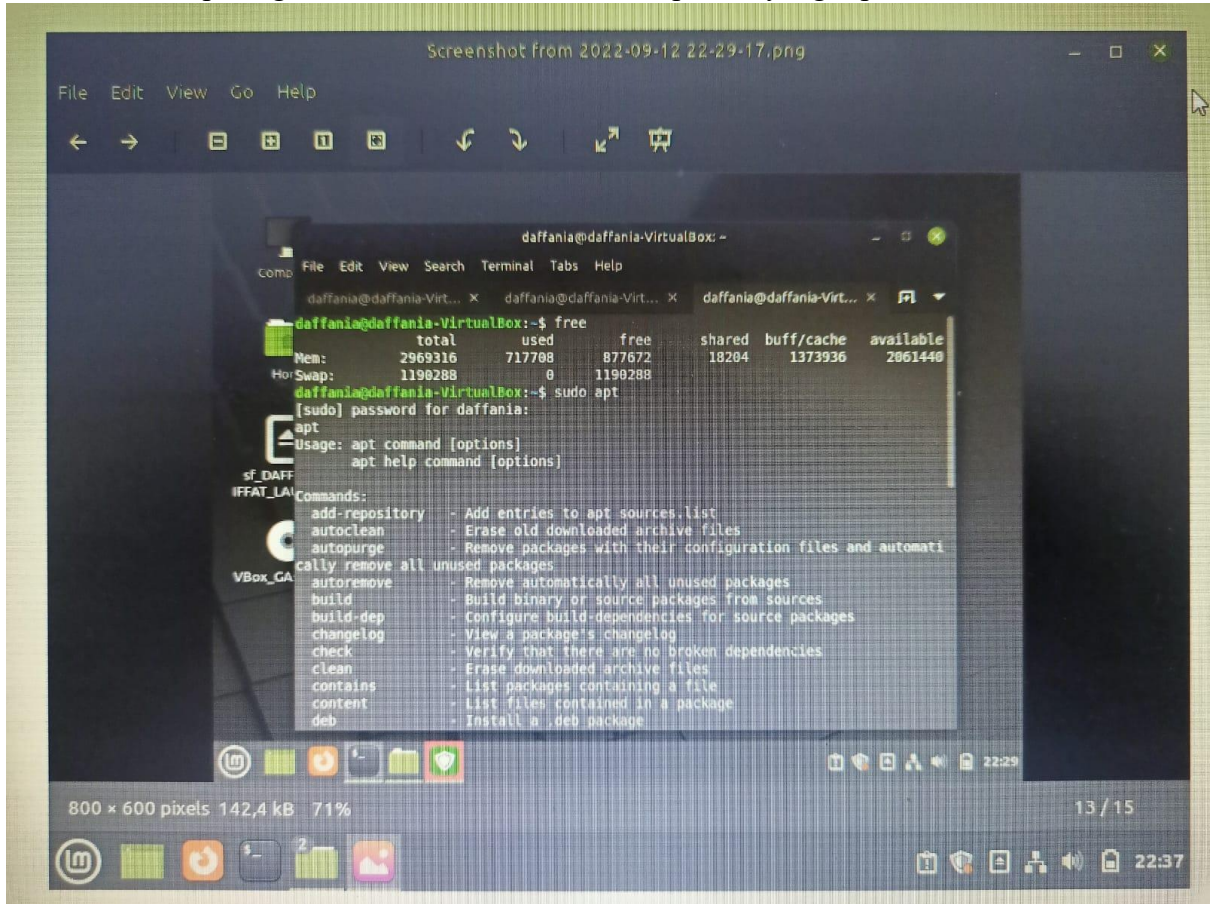 Screenshot from 2022-09-12 22-29-17.png
File Edit View Go Help
daffania@daffania-VirtualBox: ~
File Edit View Search Terminal Tabs Help
daffania@daffania-Virt... × daffania@daffania-Virt... × daffania@daffania-Virt... ×
daffania@daffania-VirtualBox:~$ free
total used free shared buff/cache available
Mem: 2969316 717708 877672 18204 1373936 2061440
Swap: 1190288 0 1190288
daffania@daffania-VirtualBox:~$ sudo apt
[sudo] password for daffania:
apt
Usage: apt command [options]
apt help command [options]
Commands:
add-repository - Add entries to apt sources.list
autoclean - Erase old downloaded archive files
autopurge - Remove packages with their configuration files and automati
cally remove all unused packages
autoremove - Remove automatically all unused packages
build - Build binary or source packages from sources
build-dep - Configure build-dependencies for source packages
changelog - View a package's changelog
check - Verify that there are no broken dependencies
clean - Erase downloaded archive files
contains - List packages containing a file
content - List files contained in a package
deb - Install a .deb package
Comp
Hor
sf_DAFF
IFFAT_LAU
VBox_GA
22:29
800 × 600 pixels 142,4 kB 71%
13 / 15
2
22:37